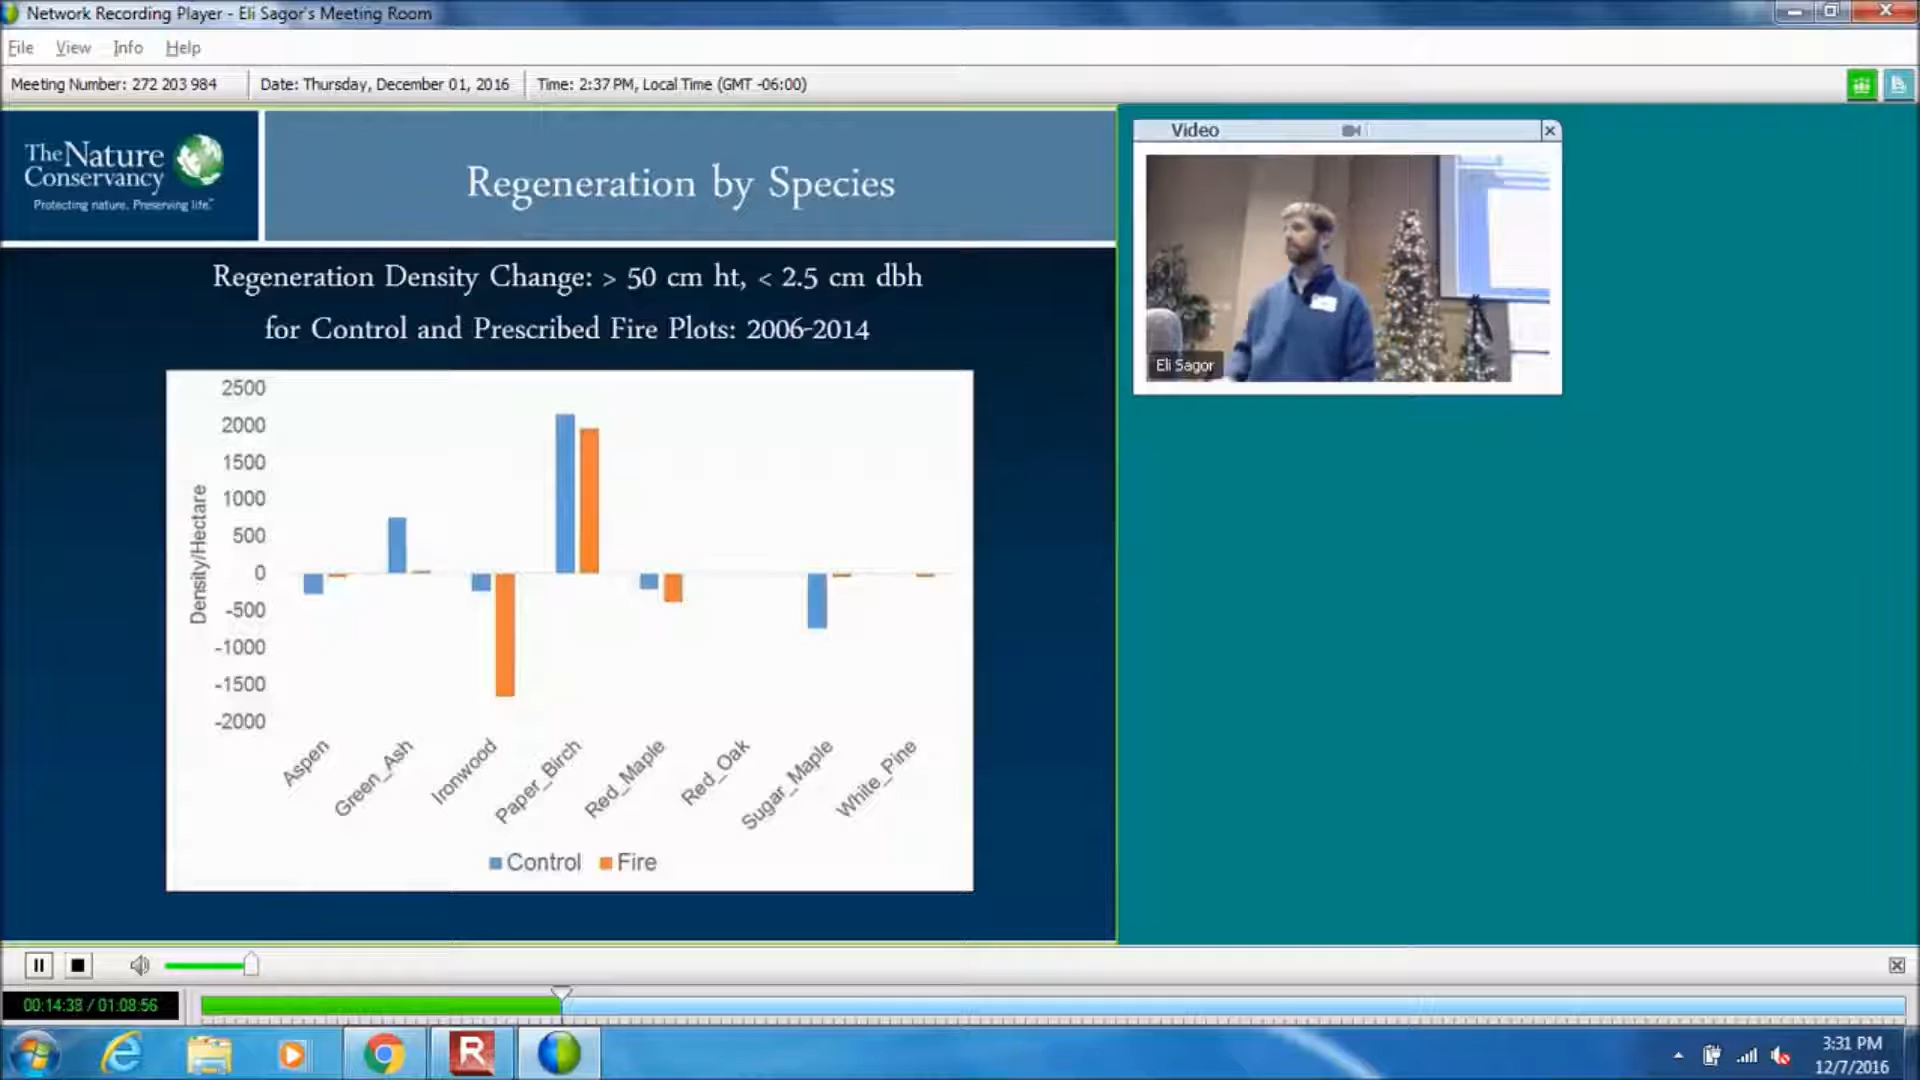 Network Recording Player - Eli Sagor's Meeting Room
File View Info Help
Meeting Number: 272 203 984
Date: Thursday, December 01, 2016
Time: 2:37 PM, Local Time (GMT -06:00)
The Nature
Conservancy
Protecting nature. Preserving life.™
Regeneration by Species
Regeneration Density Change: > 50 cm ht, < 2.5 cm dbh
for Control and Prescribed Fire Plots: 2006-2014
Density/Hectare
2500
2000
1500
1000
500
0
-500
-1000
-1500
-2000
Aspen
Green_Ash
Ironwood
Paper_Birch
Red_Maple
Red_Oak
Sugar_Maple
White_Pine
Control Fire
Video
Eli Sagor
00:14:38 / 01:08:56
3:31 PM
12/7/2016